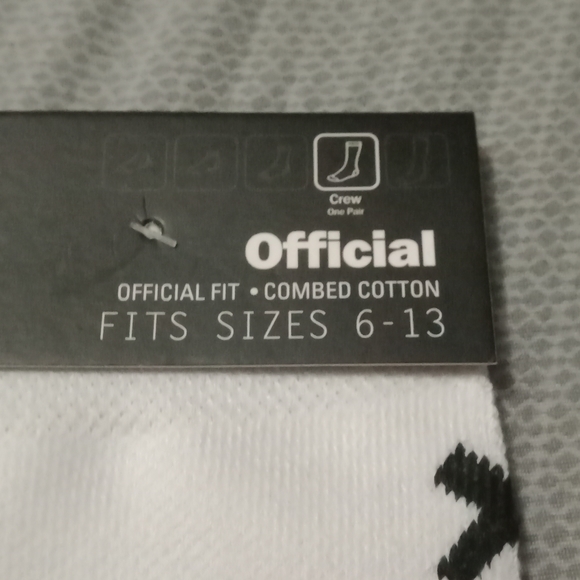 Crew
One Pair
Official
OFFICIAL FIT • COMBED COTTON
FITS SIZES 6-13